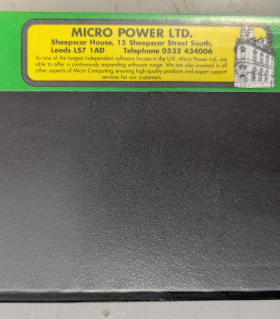 MICRO POWER LTD.
Sheepscar House, 15 Sheepscar Street South,
Leeds LS7 1AD Telephone 0532 434006
As one of the largest independent software houses in the U.K., Micro Power Ltd., are
able to offer a continuously expanding software range. We are also involved in all
other aspects of Micro Computing, ensuring high quality products and expert support
services for our customers.